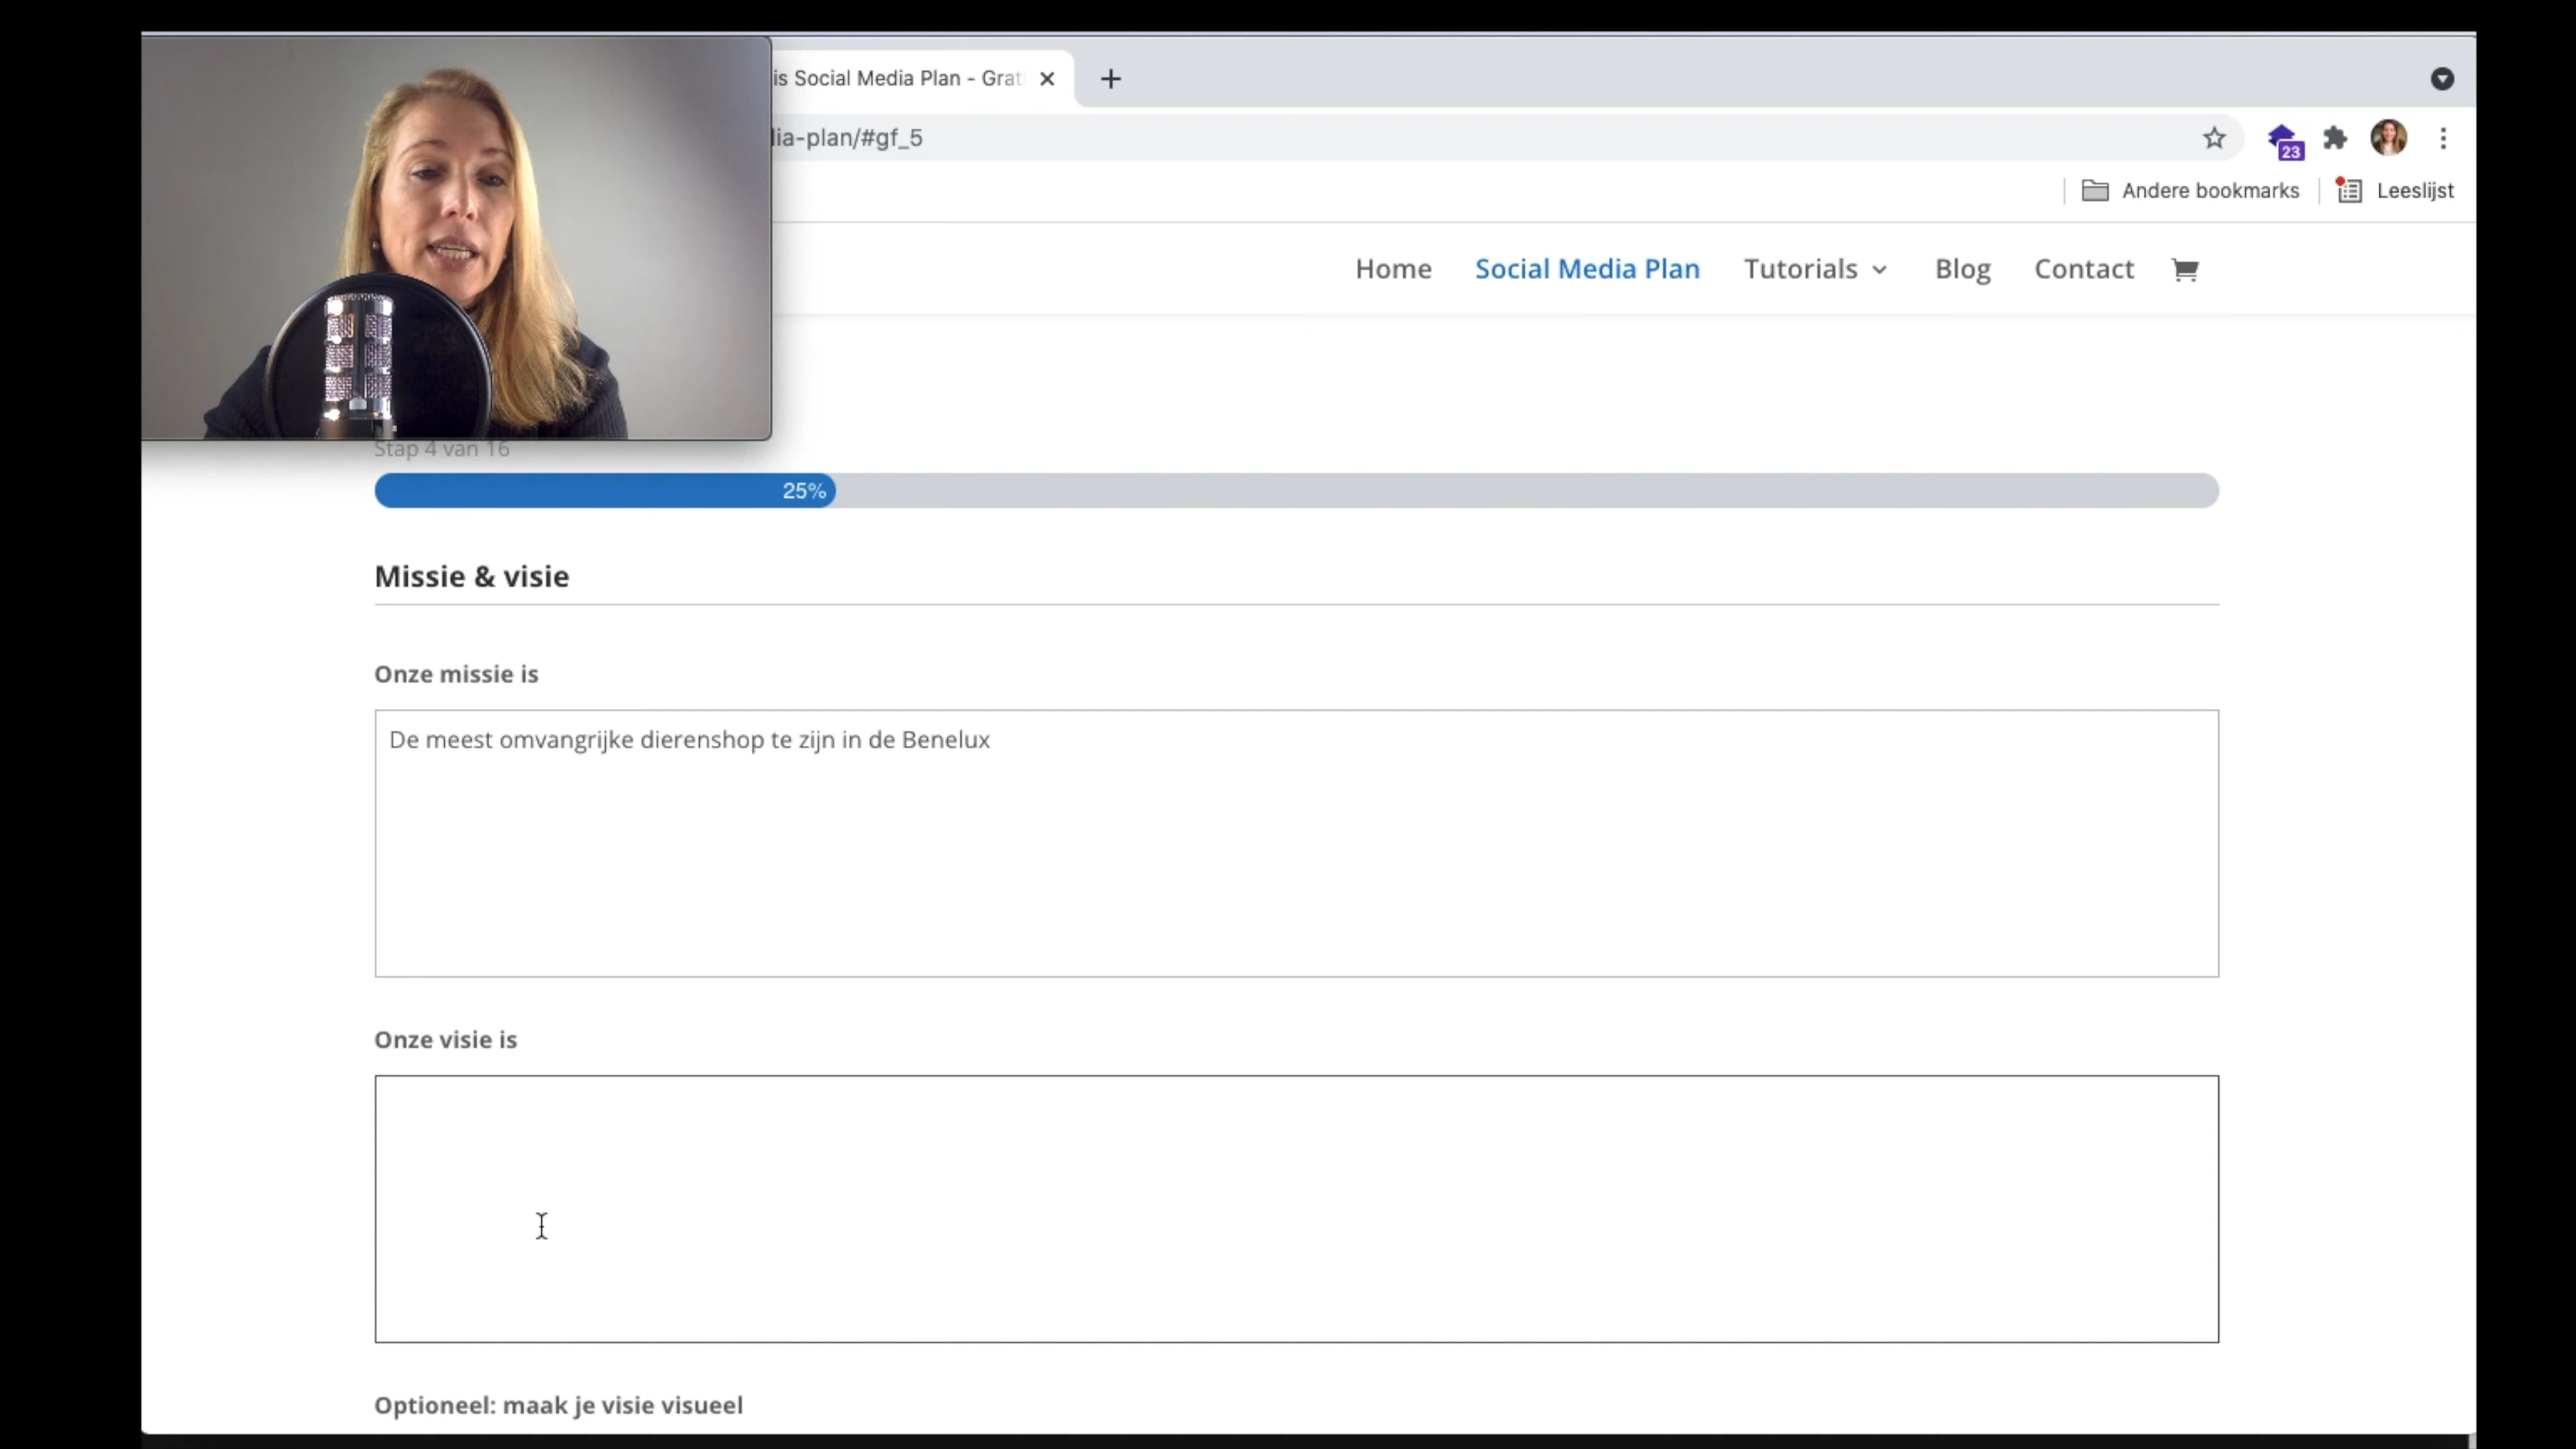 is Social Media Plan - Grat
ia-plan/#gf_5
23
Andere bookmarks
Leeslijst
Home
Social Media Plan
Tutorials
Blog
Contact
Stap 4 van 16
25%
Missie & visie
Onze missie is
De meest omvangrijke dierenshop te zijn in de Benelux
Onze visie is
Optioneel: maak je visie visueel